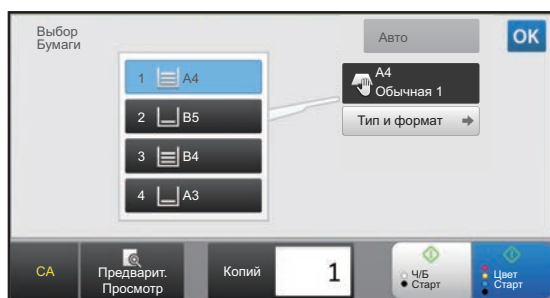 Выбор
Бумаги
Авто
OK
1 A4
2 B5
3 B4
4 A3
A4
Обычная 1
Тип и формат
CA
Предварит.
Просмотр
Копий
1
Ч/Б
Старт
Цвет
Старт